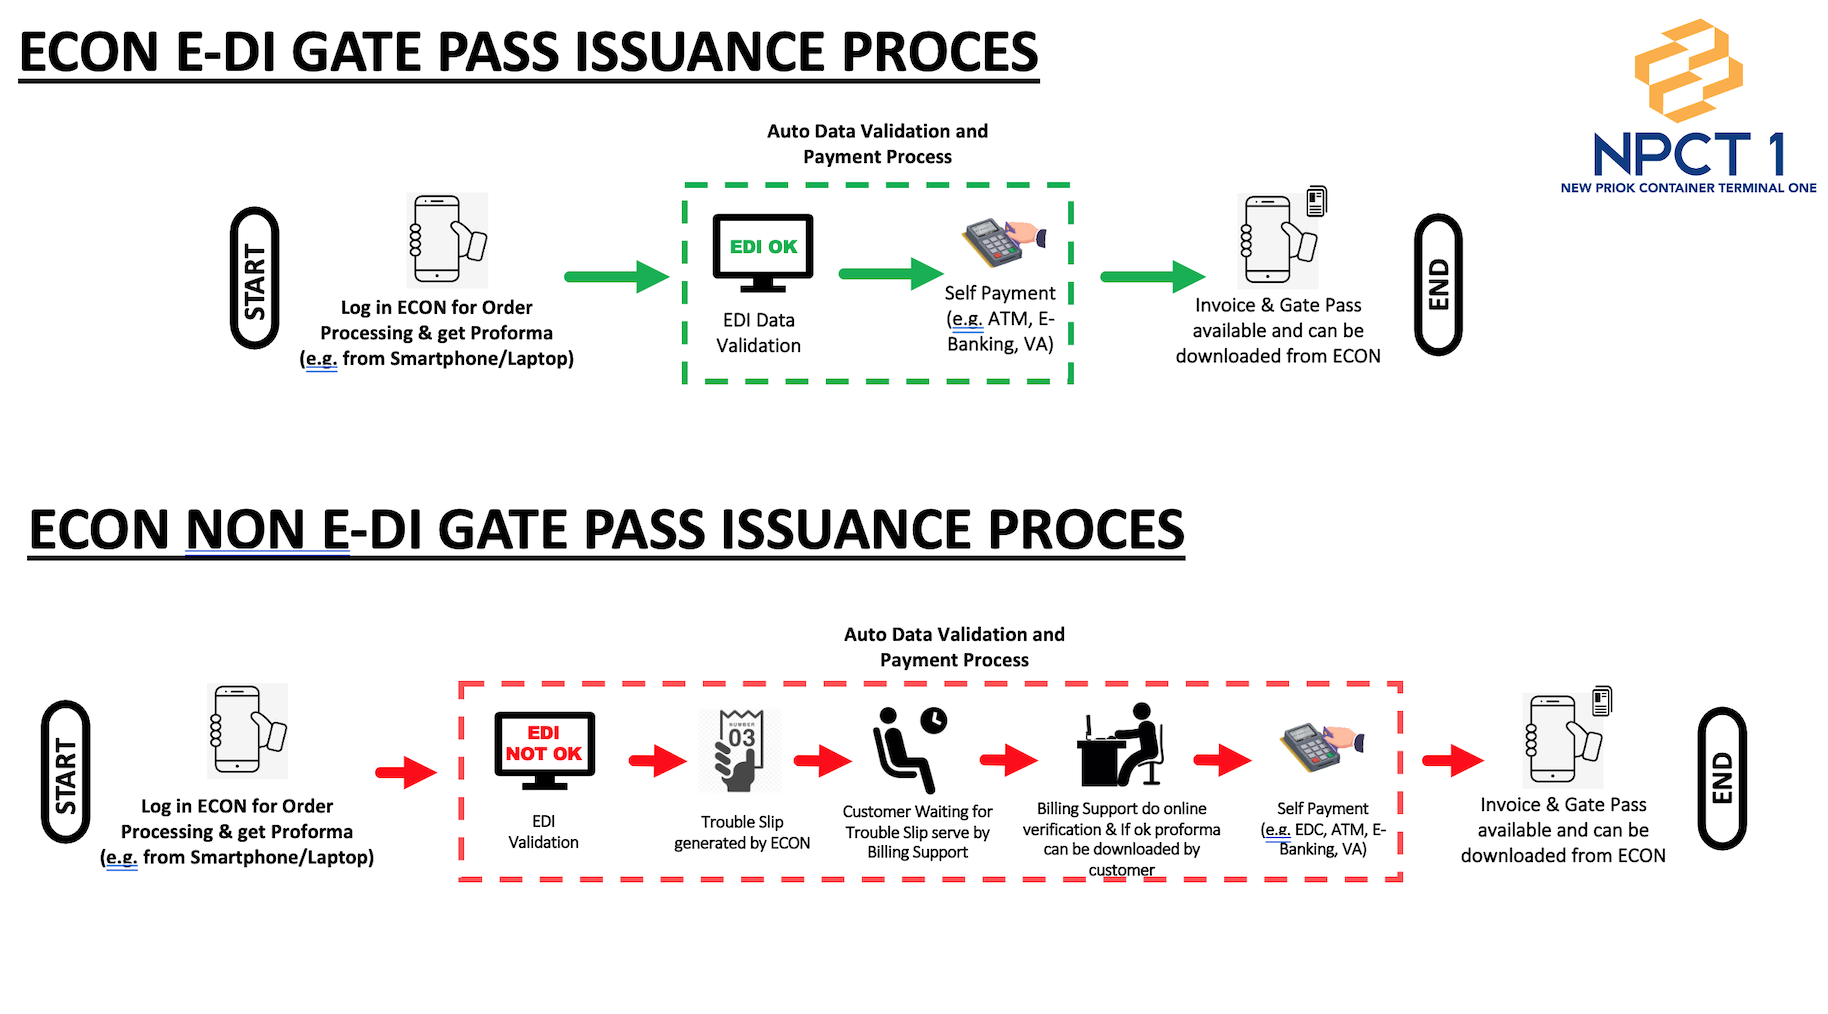 ECON E-DI GATE PASS ISSUANCE PROCES
NPCT 1
NEW PRIOK CONTAINER TERMINAL ONE
Auto Data Validation and
Payment Process
START
Log in ECON for Order
Processing & get Proforma
(e.g. from Smartphone/Laptop)
EDI OK
EDI Data
Validation
Self Payment
(e.g. ATM, E-
Banking, VA)
Invoice & Gate Pass
available and can be
downloaded from ECON
END
ECON NON E-DI GATE PASS ISSUANCE PROCES
Auto Data Validation and
Payment Process
START
Log in ECON for Order
Processing & get Proforma
(e.g. from Smartphone/Laptop)
EDI
NOT OK
EDI
Validation
NUMBER
03
Trouble Slip
generated by ECON
Customer Waiting for
Trouble Slip serve by
Billing Support
Billing Support do online
verification & If ok proforma
can be downloaded by
customer
Self Payment
(e.g. EDC, ATM, E-
Banking, VA)
Invoice & Gate Pass
available and can be
downloaded from ECON
END